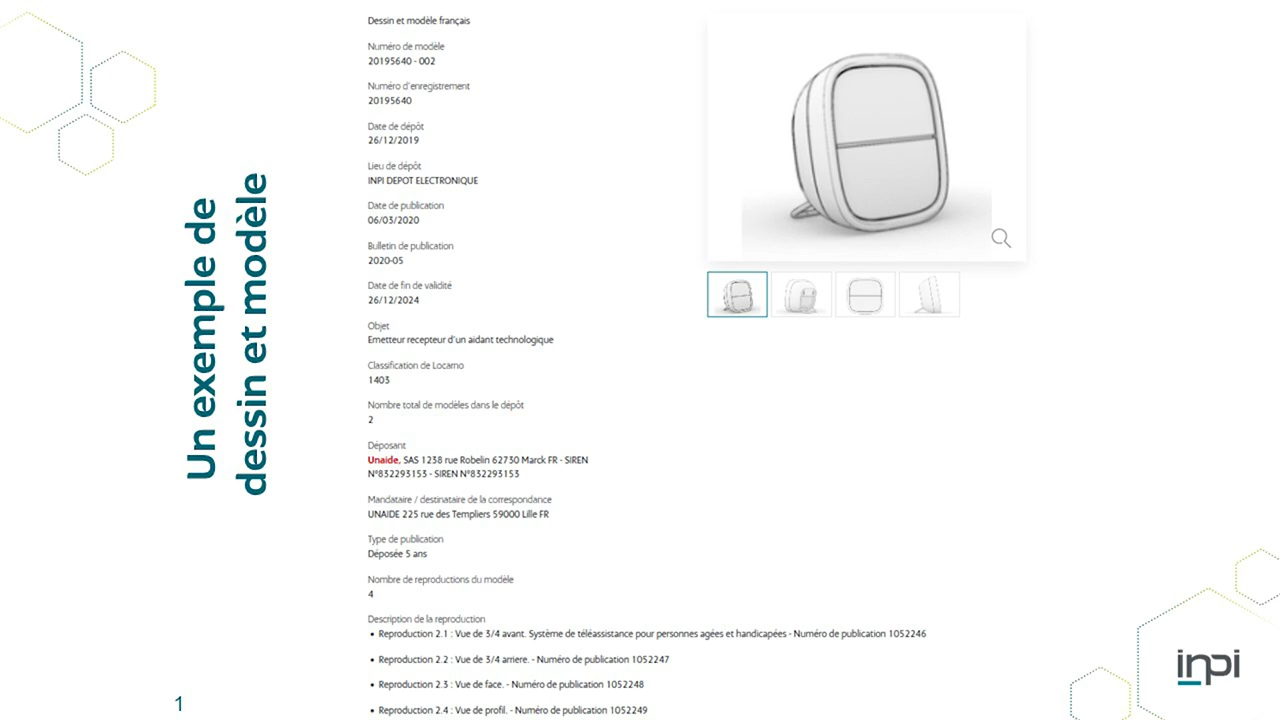 Un exemple de
dessin et modèle
Dessin et modèle français
Numéro de modèle
20195640 - 002
Numéro d'enregistrement
20195640
Date de dépôt
26/12/2019
Lieu de dépôt
INPI DEPOT ELECTRONIQUE
Date de publication
06/03/2020
Bulletin de publication
2020-05
Date de fin de validité
26/12/2024
Objet
Emetteur recepteur d'un aidant technologique
Classification de Locarno
1403
Nombre total de modèles dans le dépôt
2
Déposant
Unaide, SAS 1238 rue Robelin 62730 Marck FR - SIREN
N°832293153 - SIREN N°832293153
Mandataire / destinataire de la correspondance
UNAIDE 225 rue des Templiers 59000 Lille FR
Type de publication
Déposée 5 ans
Nombre de reproductions du modèle
4
Description de la reproduction
• Reproduction 2.1 : Vue de 3/4 avant. Système de téléassistance pour personnes agées et handicapées - Numéro de publication 1052246
• Reproduction 2.2 : Vue de 3/4 arriere. - Numéro de publication 1052247
• Reproduction 2.3 : Vue de face. - Numéro de publication 1052248
• Reproduction 2.4 : Vue de profil. - Numéro de publication 1052249
inpi
1